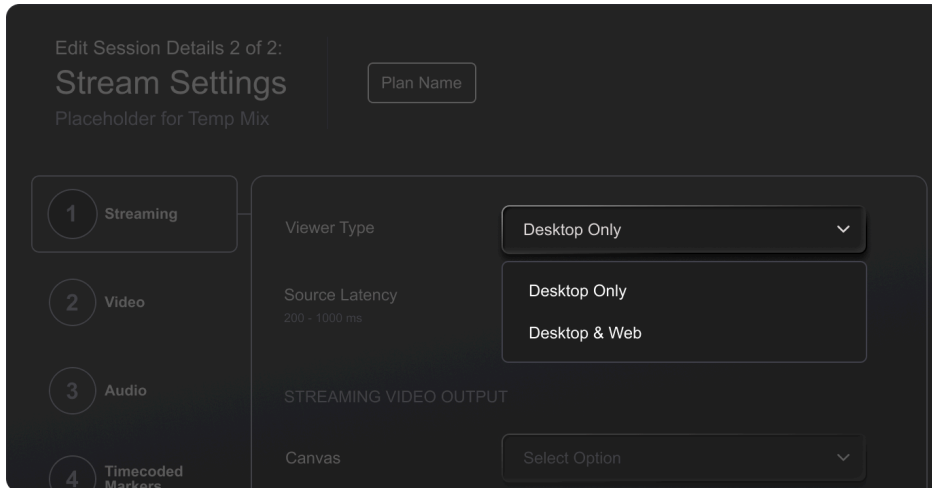 Edit Session Details 2 of 2:
Stream Settings
Placeholder for Temp Mix
Plan Name
1 Streaming
2 Video
3 Audio
4 Timecoded
Markers
Viewer Type
Desktop Only
Desktop Only
Desktop & Web
Source Latency
200 - 1000 ms
STREAMING VIDEO OUTPUT
Canvas
Select Option